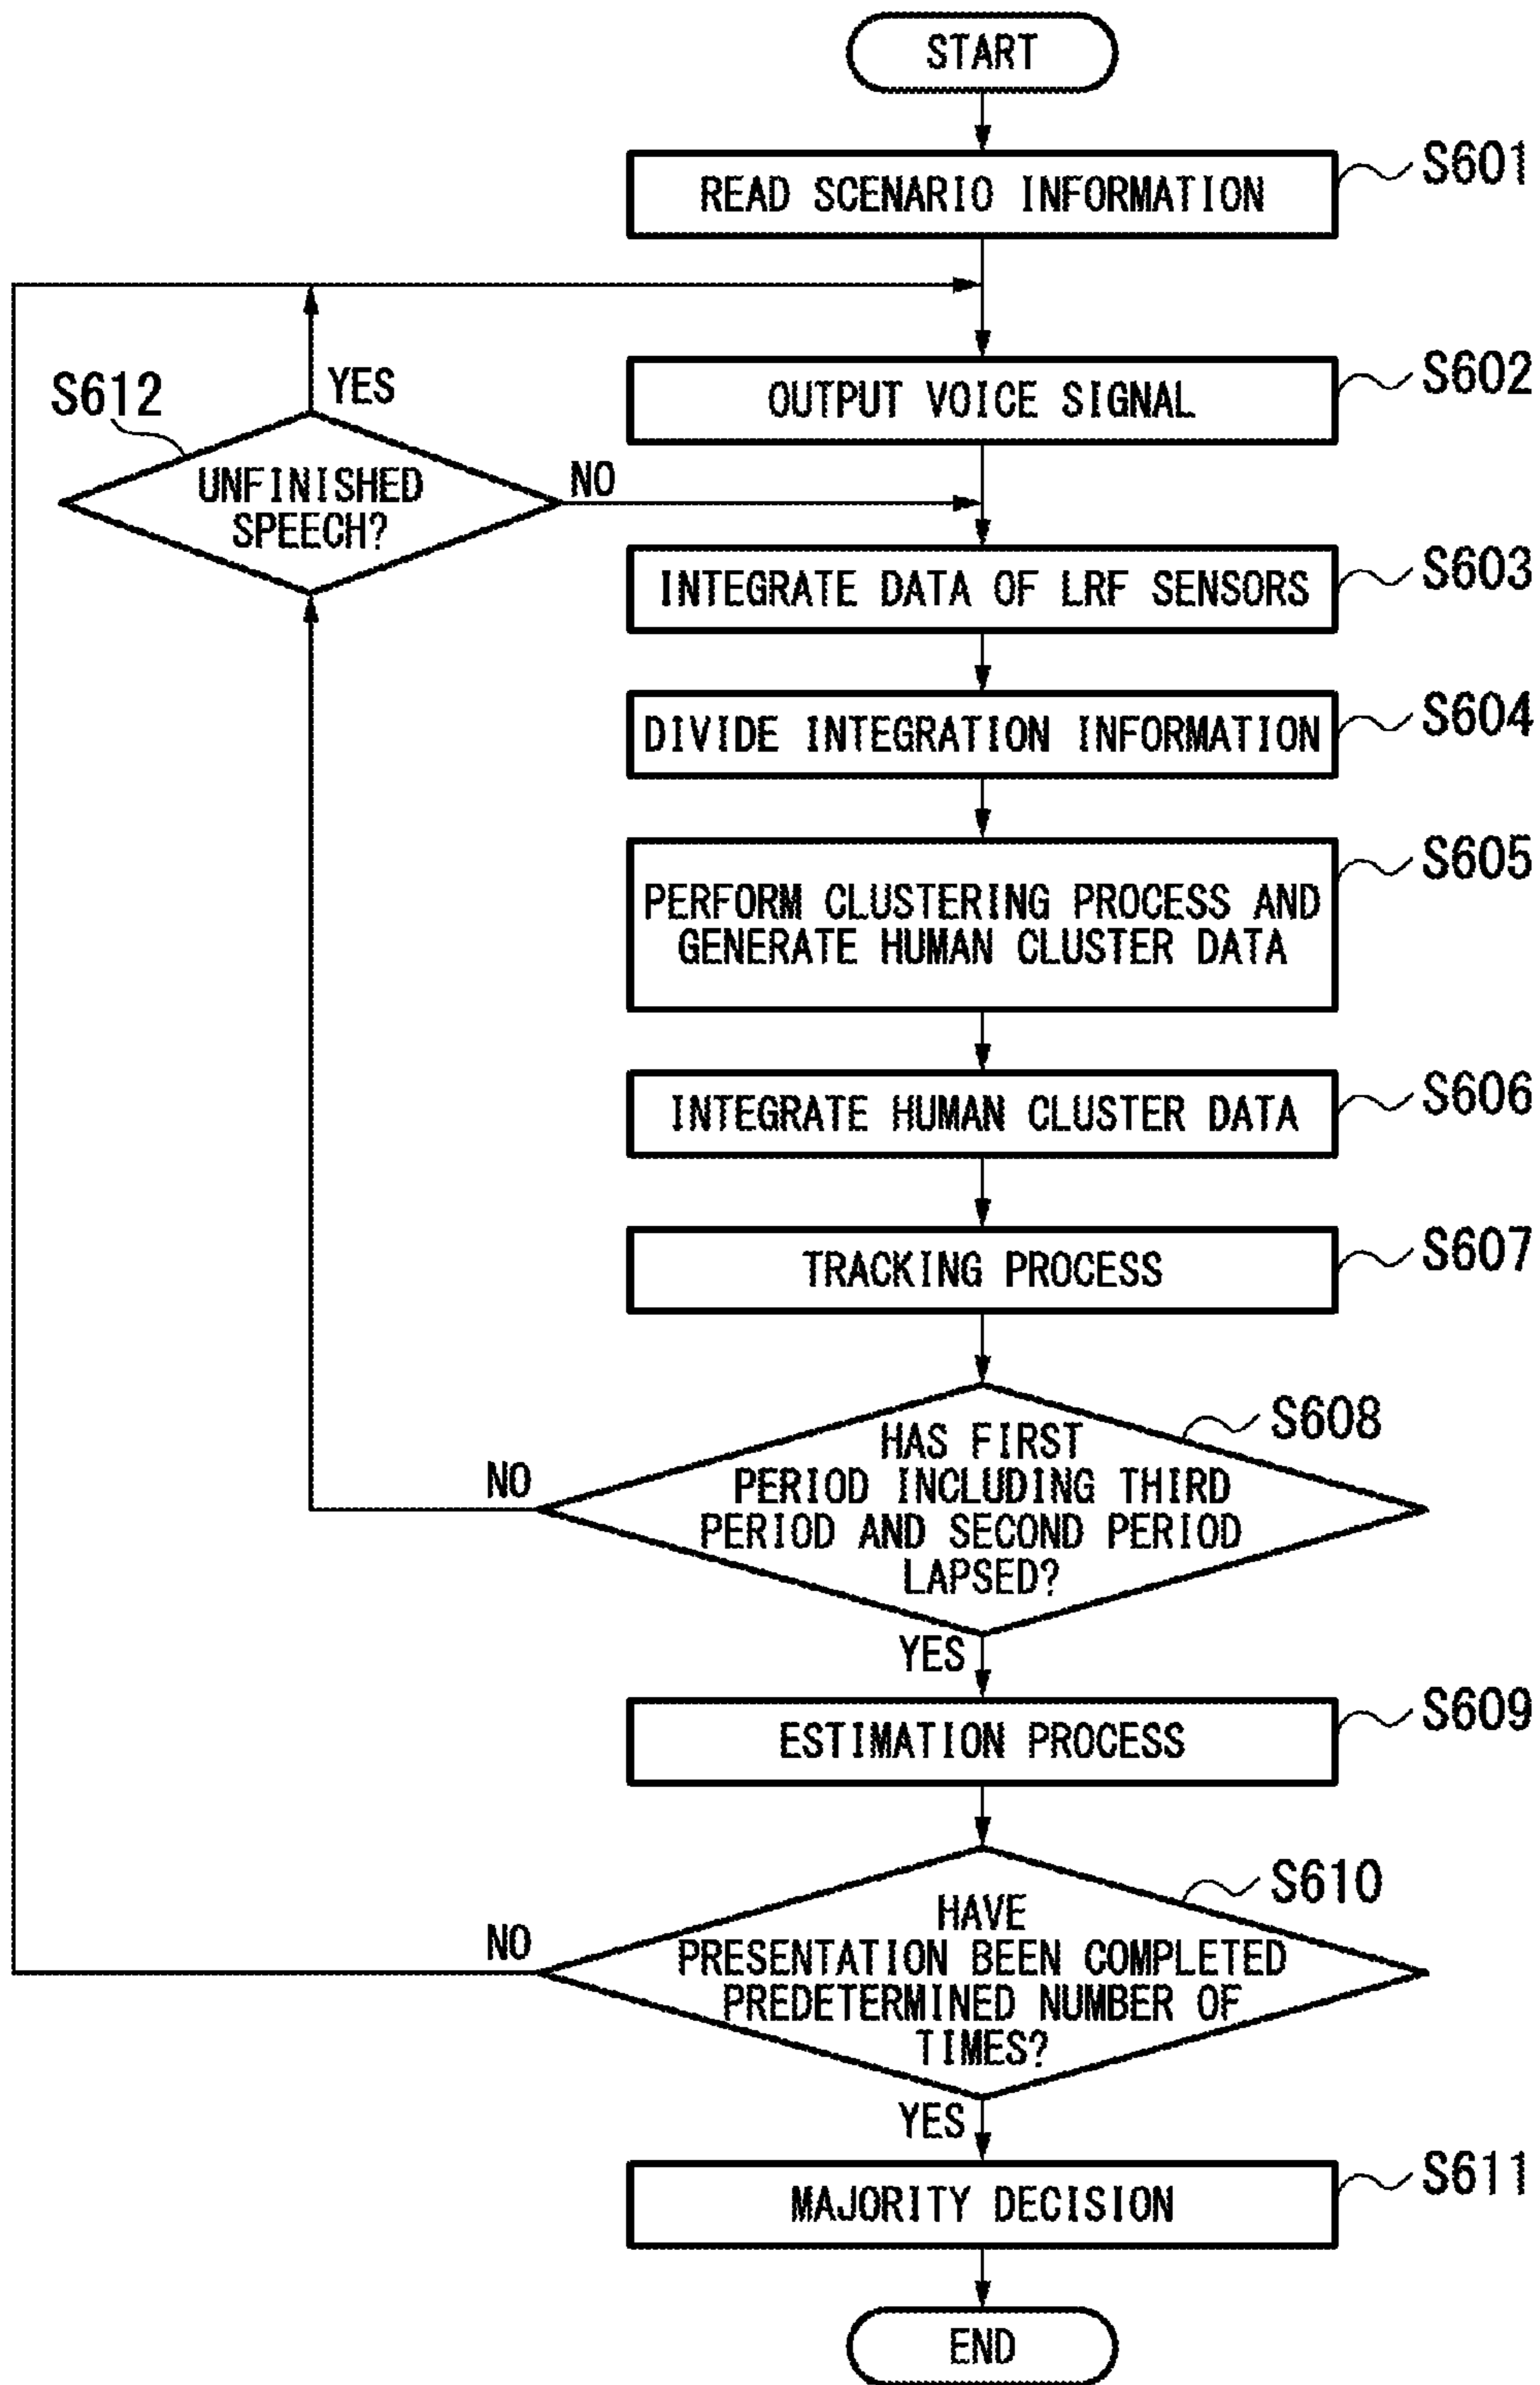 START
READ SCENARIO INFORMATION
S601
OUTPUT VOICE SIGNAL
S602
S612
YES
UNFINISHED
SPEECH?
NO
INTEGRATE DATA OF LRF SENSORS
S603
DIVIDE INTEGRATION INFORMATION
S604
PERFORM CLUSTERING PROCESS AND
GENERATE HUMAN CLUSTER DATA
S605
INTEGRATE HUMAN CLUSTER DATA
S606
TRACKING PROCESS
S607
HAS FIRST
PERIOD INCLUDING THIRD
PERIOD AND SECOND PERIOD
LAPSED?
S608
NO
YES
ESTIMATION PROCESS
S609
HAVE
PRESENTATION BEEN COMPLETED
PREDETERMINED NUMBER OF
TIMES?
S610
NO
YES
MAJORITY DECISION
S611
END